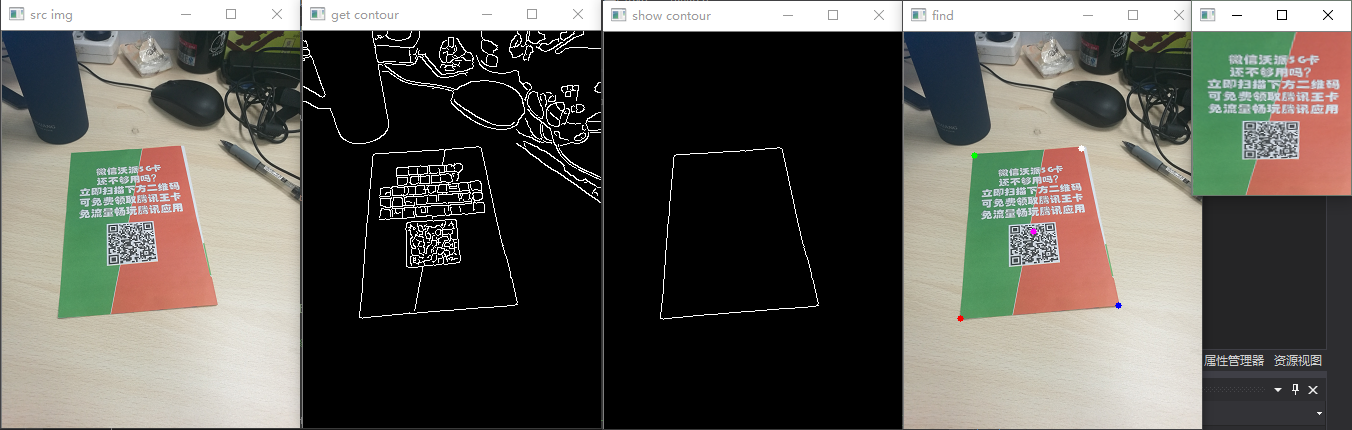 src img
get contour
show contour
find
微信沃派5G卡
还不够用吗?
立即扫描下方二维码
可免费领取腾讯王卡
免流量畅玩腾讯应用
微信沃派5G卡
还不够用吗?
立即扫描下方二维码
可免费领取腾讯王卡
免流量畅玩腾讯应用
微信沃派5G卡
还不够用吗?
立即扫描下方二维码
可免费领取腾讯王卡
免流量畅玩腾讯应用
属性管理器 资源视图